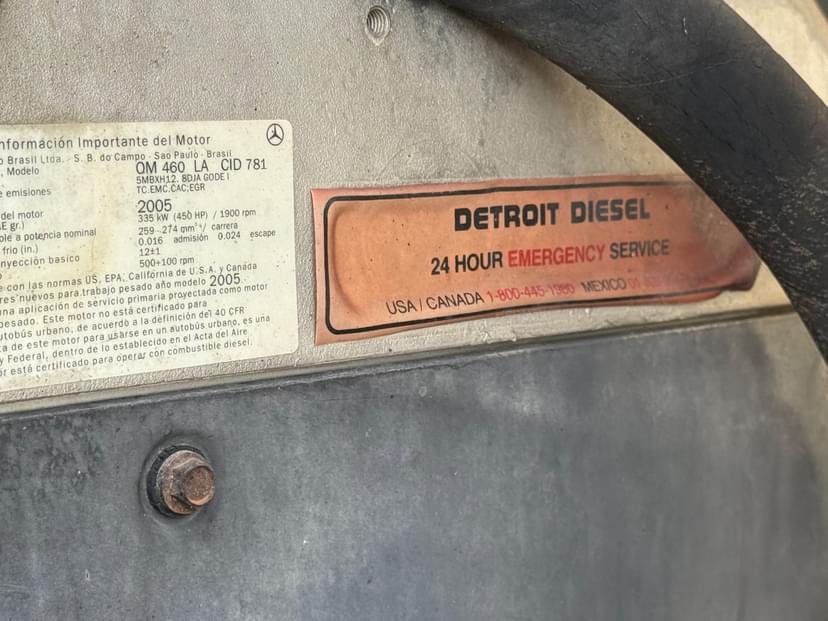 nformación Importante del Motor
o Brasil Ltda. - S. B. do Campo - Sao Paulo - Brasil
, Modelo OM 460 LA CID 781
5MBXH12. 8DJA GODE I
e emisiones TC.EMC.CAC;EGR
2005
del motor 335 kW (450 HP) / 1900 rpm
E gr.) 259 - 274 mm³/ carrera
ole a potencia nominal 0.016 admisión 0.024 escape
frio (in.) 12±1
nyección basico 500+100 rpm
o
e con las normas US, EPA, California de U.S.A. y Canada
res nuevos para trabajo pesado año modelo 2005.
una aplicación de servicio primaria proyectada como motor
pesado. Este motor no está certificado para
utobús urbano, de acuerdo a la definición del 40 CFR
ta de este motor para usarse en un autobús urbano, es una
y Federal, dentro de lo establecido en el Acta del Aire
or está certificado para operar con combustible diesel.
DETROIT DIESEL
24 HOUR EMERGENCY SERVICE
USA / CANADA 1-800-445-1980 MEXICO